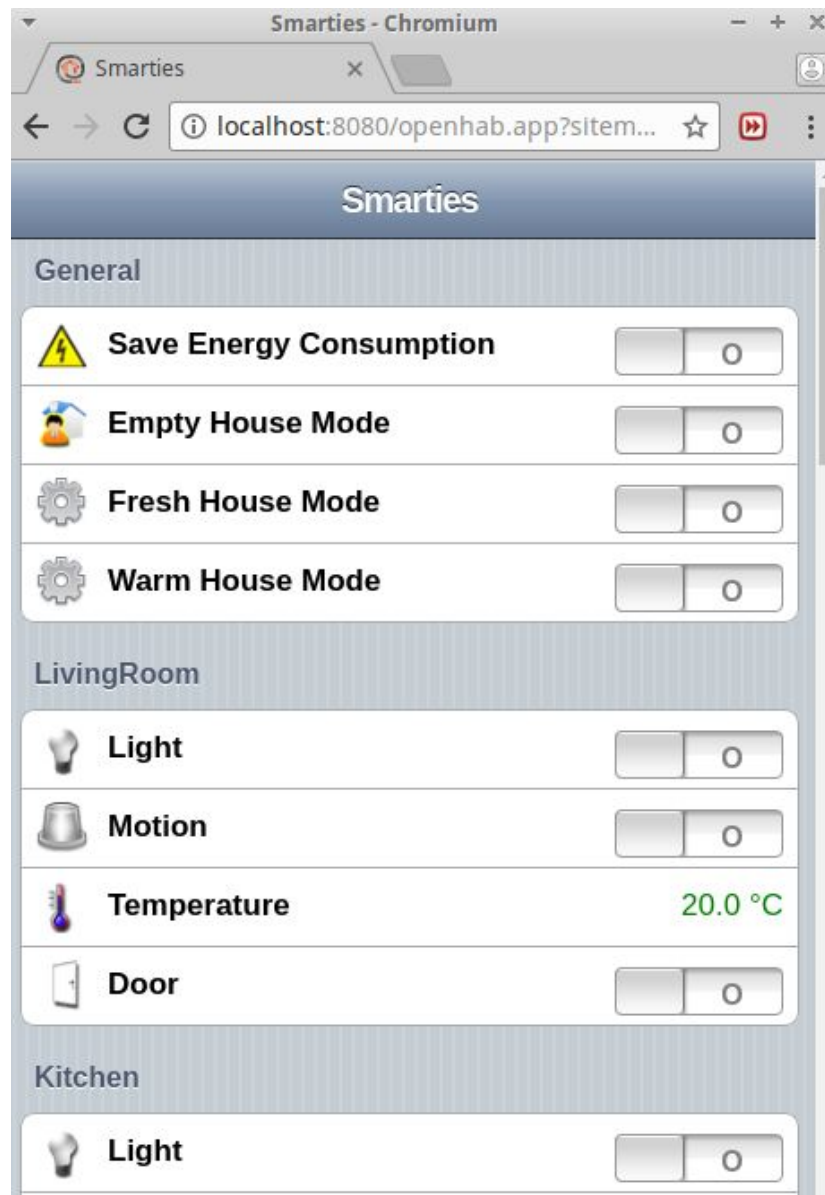 Smarties - Chromium
Smarties
localhost:8080/openhab.app?sitem...
Smarties
General
Save Energy Consumption
O
Empty House Mode
O
Fresh House Mode
O
Warm House Mode
O
LivingRoom
Light
O
Motion
O
Temperature
20.0 °C
Door
O
Kitchen
Light
O